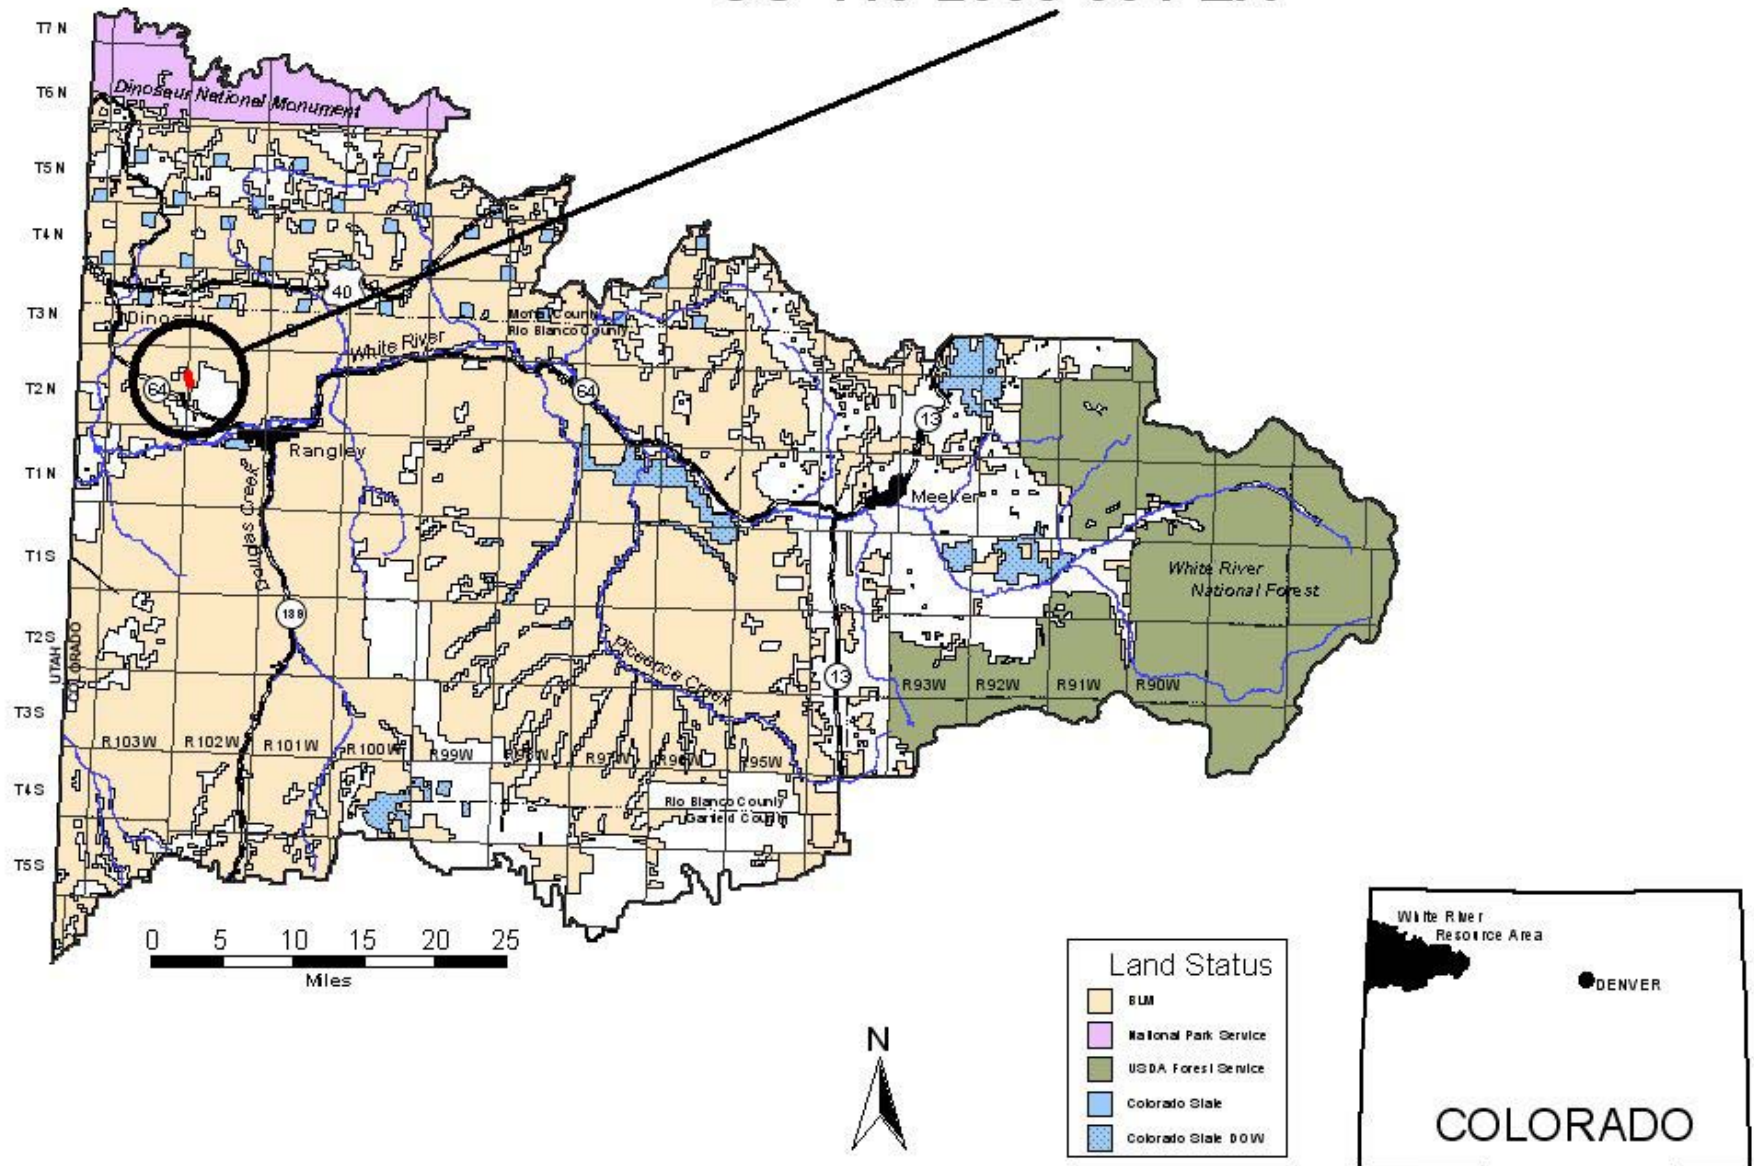 T7 N
T6 N
Dinosaur National Monument
T5 N
T4 N
40
T3 N
Dinosaur
Moffat County
Rio Blanco County
White River
T2 N
64
64
13
Rangley
T1 N
Meeker
Douglas Creek
T1S
White River
National Forest
139
T2S
UTAH
COLORADO
Piceance Creek
13
R93W
R92W
R91W
R90W
T3S
R103W
R102W
R101W
R100W
R99W
R98W
R97W
R96W
R95W
T4S
Rio Blanco County
Garfield County
T5S
0 5 10 15 20 25
Miles
N
Land Status
BLM
National Park Service
USDA Forest Service
Colorado State
Colorado State DOW
White River
Resource Area
DENVER
COLORADO